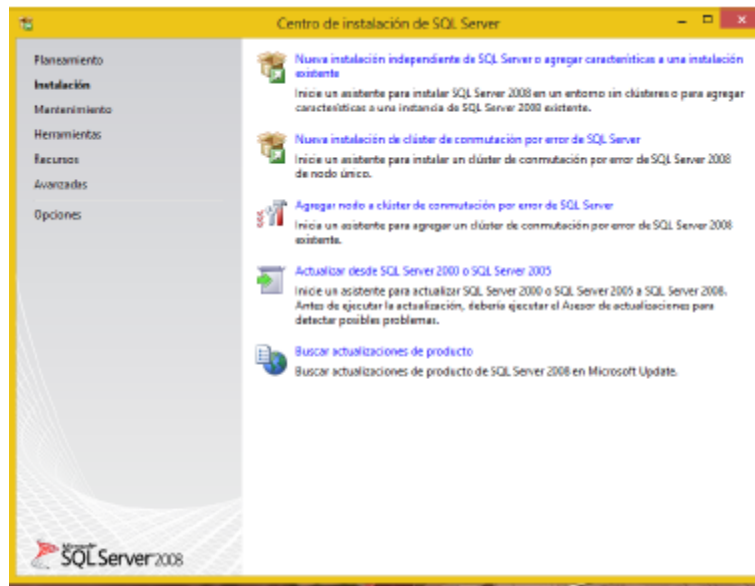 Centro de instalación de SQL Server
Planeamiento
Instalación
Mantenimiento
Herramientas
Recursos
Avanzadas
Opciones
Nueva instalación independiente de SQL Server o agregar características a una instalación
existente
Inicie un asistente para instalar SQL Server 2008 en un entorno sin clústeres o para agregar
características a una instancia de SQL Server 2008 existente.
Nueva instalación de clúster de conmutación por error de SQL Server
Inicie un asistente para instalar un clúster de conmutación por error de SQL Server 2008
de nodo único.
Agregar nodo a clúster de conmutación por error de SQL Server
Inicia un asistente para agregar un clúster de conmutación por error de SQL Server 2008
existente.
Actualizar desde SQL Server 2000 o SQL Server 2005
Inicie un asistente para actualizar SQL Server 2000 o SQL Server 2005 a SQL Server 2008.
Antes de ejecutar la actualización, debería ejecutar el Asesor de actualizaciones para
detectar posibles problemas.
Buscar actualizaciones de producto
Buscar actualizaciones de producto de SQL Server 2008 en Microsoft Update.
Microsoft
SQL Server 2008